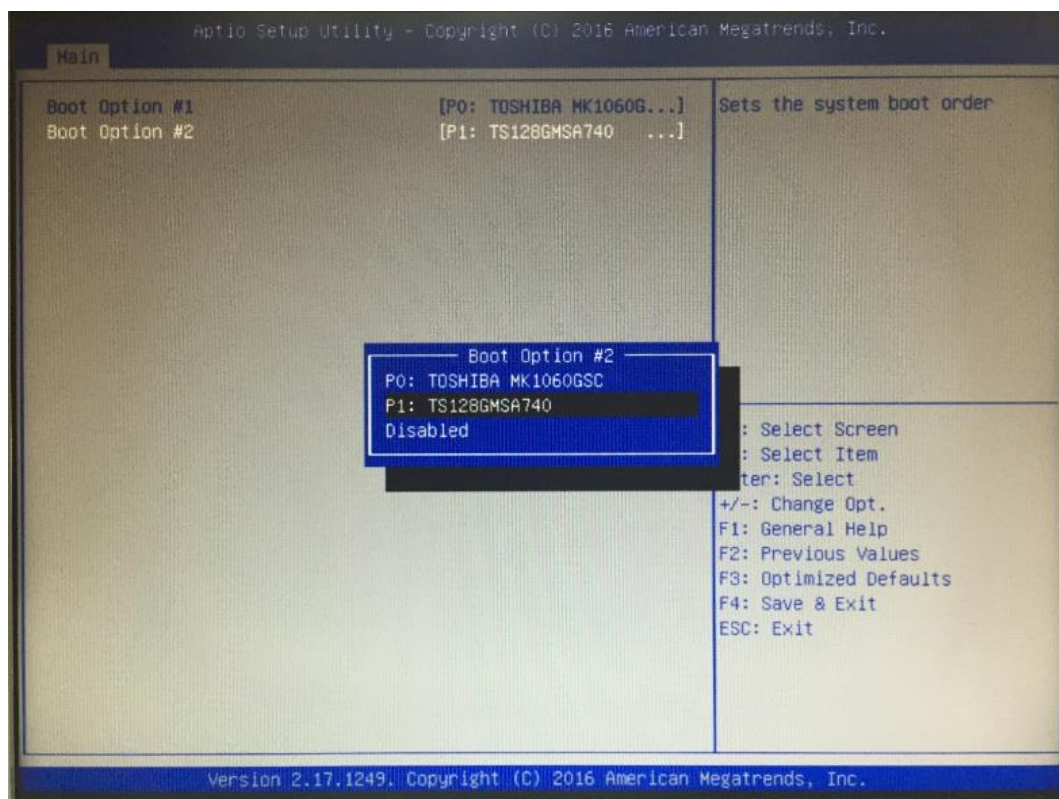 Aptio Setup Utility - Copyright (C) 2016 American Megatrends, Inc.
Main
Boot Option #1 [P0: TOSHIBA MK1060G...]
Boot Option #2 [P1: TS128GMSA740 ...]
Sets the system boot order
Boot Option #2
P0: TOSHIBA MK1060GSC
P1: TS128GMSA740
Disabled
: Select Screen
: Select Item
ter: Select
+/-: Change Opt.
F1: General Help
F2: Previous Values
F3: Optimized Defaults
F4: Save & Exit
ESC: Exit
Version 2.17.1249. Copyright (C) 2016 American Megatrends, Inc.